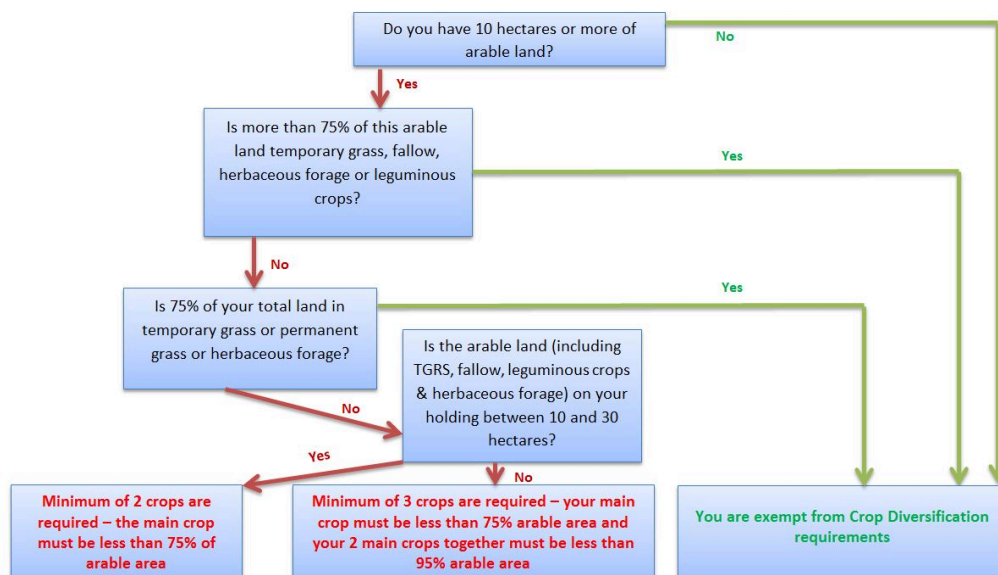 Do you have 10 hectares or more of
arable land?
No
Yes
Is more than 75% of this arable
land temporary grass, fallow,
herbaceous forage or leguminous
crops?
Yes
No
Is 75% of your total land in
temporary grass or permanent
grass or herbaceous forage?
Yes
Is the arable land (including
TGRS, fallow, leguminous crops
& herbaceous forage) on your
holding between 10 and 30
hectares?
No
Yes
No
Minimum of 2 crops are
required – the main crop
must be less than 75% of
arable area
Minimum of 3 crops are required – your main
crop must be less than 75% arable area and
your 2 main crops together must be less than
95% arable area
You are exempt from Crop Diversification
requirements